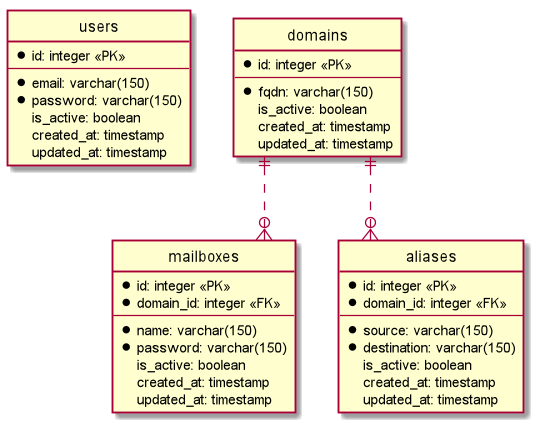 users
id: integer «PK»
email: varchar(150)
password: varchar(150)
is_active: boolean
created_at: timestamp
updated_at: timestamp
domains
id: integer «PK»
fqdn: varchar(150)
is_active: boolean
created_at: timestamp
updated_at: timestamp
mailboxes
id: integer «PK»
domain_id: integer «FK»
name: varchar(150)
password: varchar(150)
is_active: boolean
created_at: timestamp
updated_at: timestamp
aliases
id: integer «PK»
domain_id: integer «FK»
source: varchar(150)
destination: varchar(150)
is_active: boolean
created_at: timestamp
updated_at: timestamp